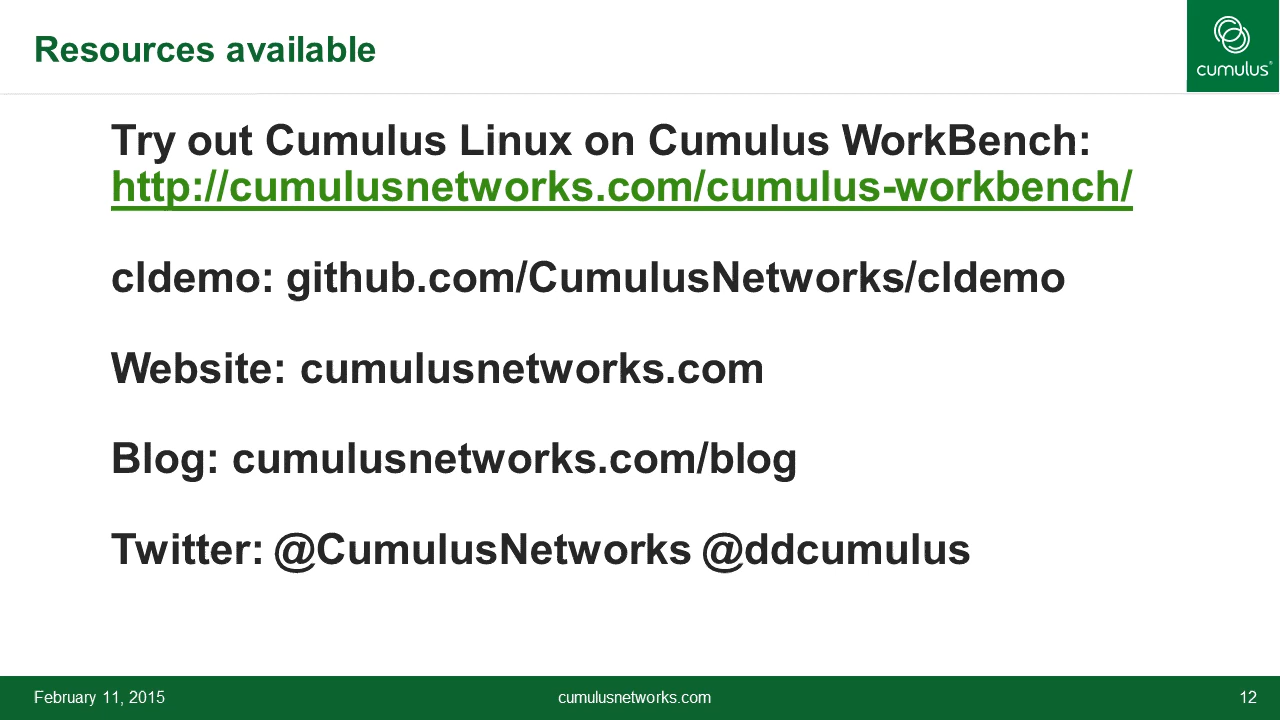 Resources available
cumulus®
Try out Cumulus Linux on Cumulus WorkBench:
http://cumulusnetworks.com/cumulus-workbench/
cldemo: github.com/CumulusNetworks/cldemo
Website: cumulusnetworks.com
Blog: cumulusnetworks.com/blog
Twitter: @CumulusNetworks @ddcumulus
February 11, 2015
cumulusnetworks.com
12